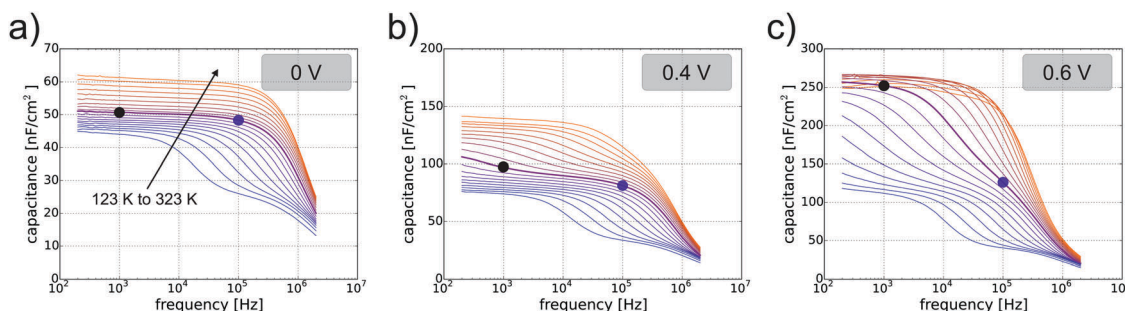 a)
0 V
capacitance [nF/cm²]
70
60
50
40
30
20
10
0
123 K to 323 K
10² 10³ 10⁴ 10⁵ 10⁶ 10⁷
frequency [Hz]
b)
0.4 V
capacitance [nF/cm²]
200
150
100
50
0
10² 10³ 10⁴ 10⁵ 10⁶ 10⁷
frequency [Hz]
c)
0.6 V
capacitance [nF/cm²]
300
250
200
150
100
50
0
10² 10³ 10⁴ 10⁵ 10⁶ 10⁷
frequency [Hz]